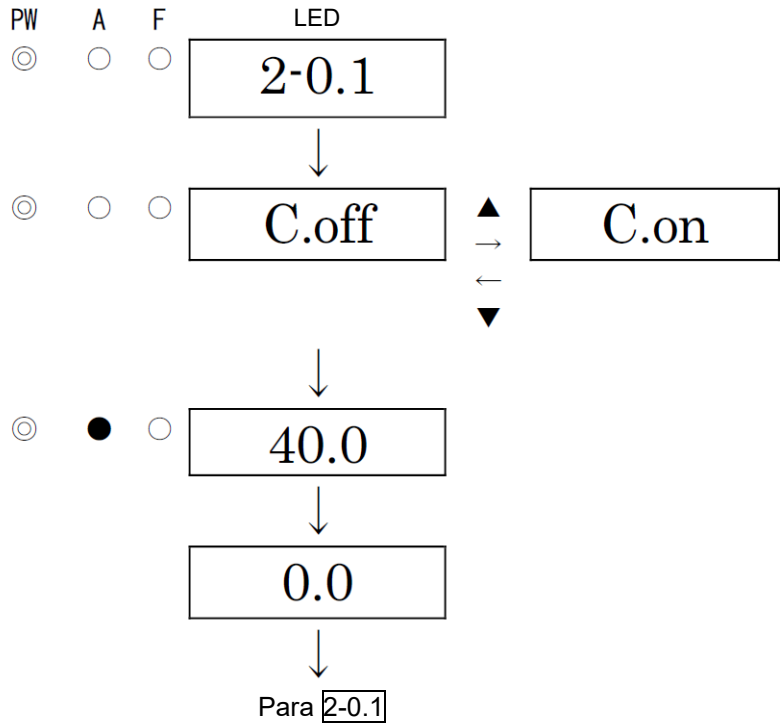 PW A F LED
◎ ○ ○ 2-0.1
↓
◎ ○ ○ C.off ▲ C.on
→
←
▼
↓
◎ ● ○ 40.0
↓
0.0
↓
Para 2-0.1